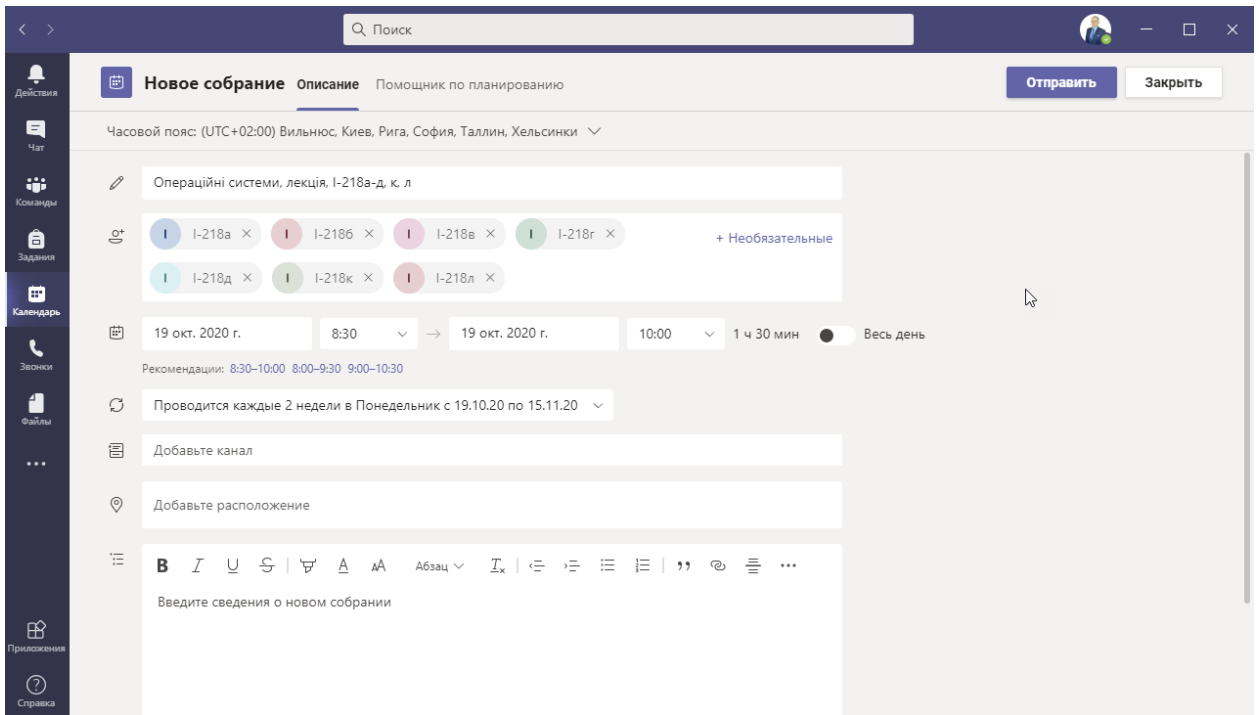 Поиск
Действия
Чат
Команды
Задания
Календарь
Звонки
Файлы
Приложения
Справка
Новое собрание Описание Помощник по планированию Отправить Закрыть
Часовой пояс: (UTC+02:00) Вильнюс, Киев, Рига, София, Таллин, Хельсинки
Операційні системи, лекція, І-218а-д, к, л
І І-218а І І-218б І І-218в І І-218г + Необязательные
І І-218д І І-218к І І-218л
19 окт. 2020 г. 8:30 → 19 окт. 2020 г. 10:00 1 ч 30 мин Весь день
Рекомендации: 8:30–10:00 8:00–9:30 9:00–10:30
Проводится каждые 2 недели в Понедельник с 19.10.20 по 15.11.20
Добавьте канал
Добавьте расположение
B I U S A AA Абзац Tx
Введите сведения о новом собрании